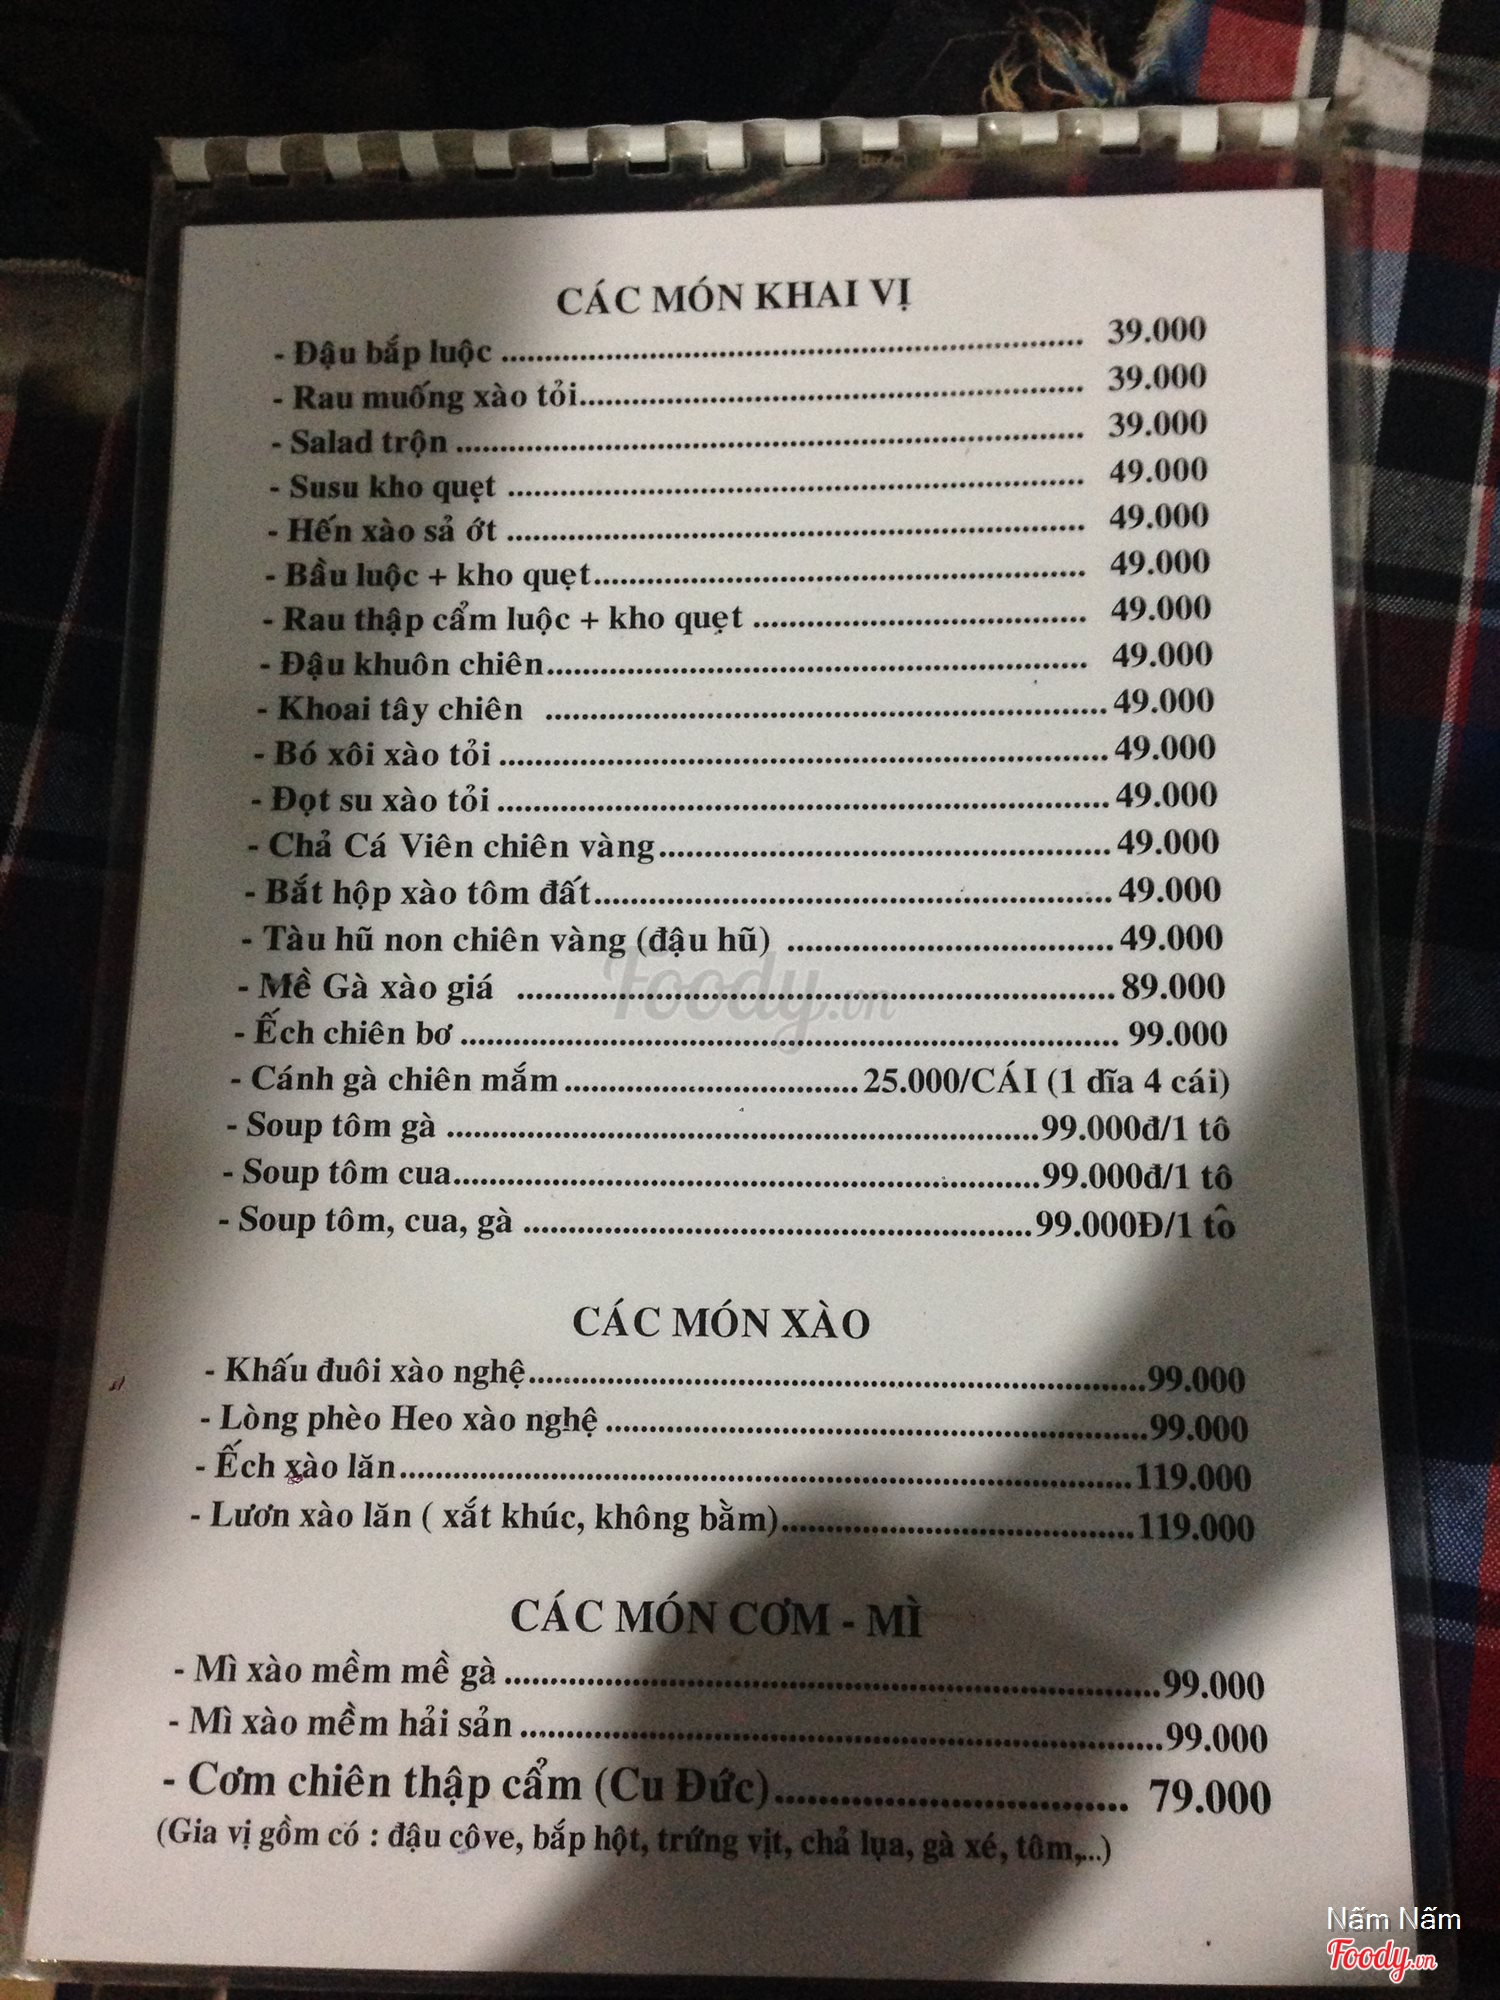 CÁC MÓN KHAI VỊ
- Đậu bắp luộc ........ 39.000
- Rau muống xào tỏi........ 39.000
- Salad trộn ........ 39.000
- Susu kho quẹt ........ 49.000
- Hến xào sả ớt ........ 49.000
- Bầu luộc + kho quẹt........ 49.000
- Rau thập cẩm luộc + kho quẹt ........ 49.000
- Đậu khuôn chiên........ 49.000
- Khoai tây chiên ........ 49.000
- Bó xôi xào tỏi ........ 49.000
- Đọt su xào tỏi ........ 49.000
- Chả Cá Viên chiên vàng........ 49.000
- Bắt hộp xào tôm đất........ 49.000
- Tàu hũ non chiên vàng (đậu hũ) ........ 49.000
- Mề Gà xào giá ........ 89.000
- Ếch chiên bơ ........ 99.000
- Cánh gà chiên mắm ........ 25.000/CÁI (1 dĩa 4 cái)
- Soup tôm gà ........ 99.000đ/1 tô
- Soup tôm cua........ 99.000đ/1 tô
- Soup tôm, cua, gà ........ 99.000Đ/1 tô
CÁC MÓN XÀO
- Khấu đuôi xào nghệ........ 99.000
- Lòng phèo Heo xào nghệ ........ 99.000
- Ếch xào lăn........ 119.000
- Lươn xào lăn ( xắt khúc, không bằm)........ 119.000
CÁC MÓN CƠM - MÌ
- Mì xào mềm mề gà ........ 99.000
- Mì xào mềm hải sản ........ 99.000
- Cơm chiên thập cẩm (Cu Đức)........ 79.000
(Gia vị gồm có : đậu côve, bắp hột, trứng vịt, chả lụa, gà xé, tôm,...)
Foody.vn
Nấm Nấm
Foody.vn